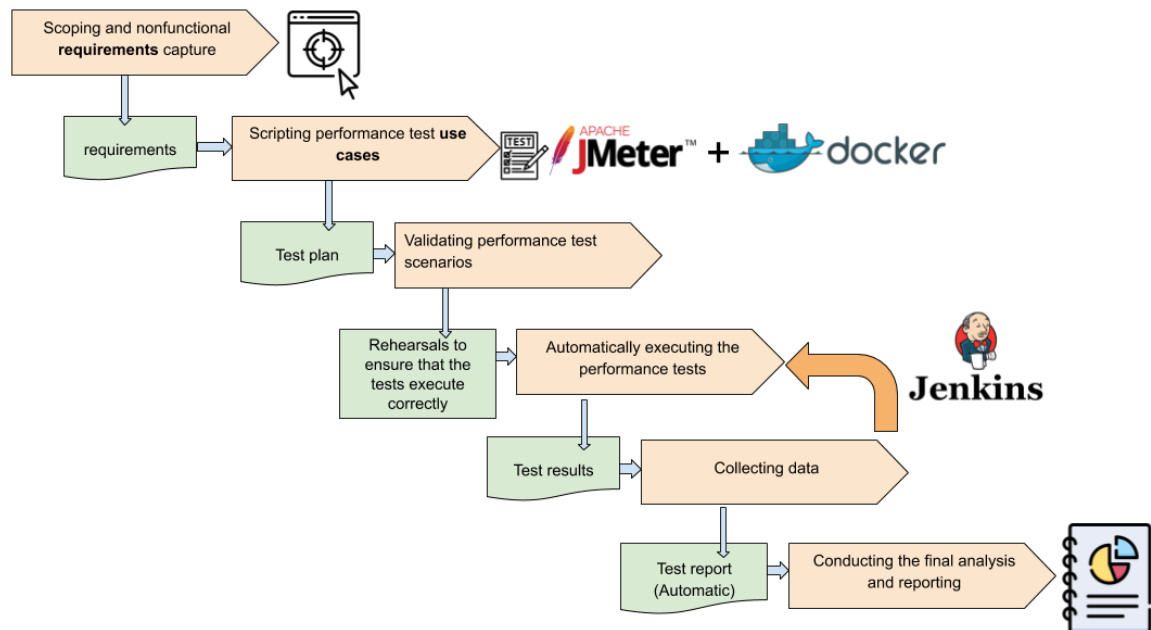 Scoping and nonfunctional
requirements capture
requirements
Scripting performance test use
cases
TEST
APACHE
JMeter™
+
docker
Test plan
Validating performance test
scenarios
Rehearsals to
ensure that the
tests execute
correctly
Automatically executing the
performance tests
Jenkins
Test results
Collecting data
Test report
(Automatic)
Conducting the final analysis
and reporting